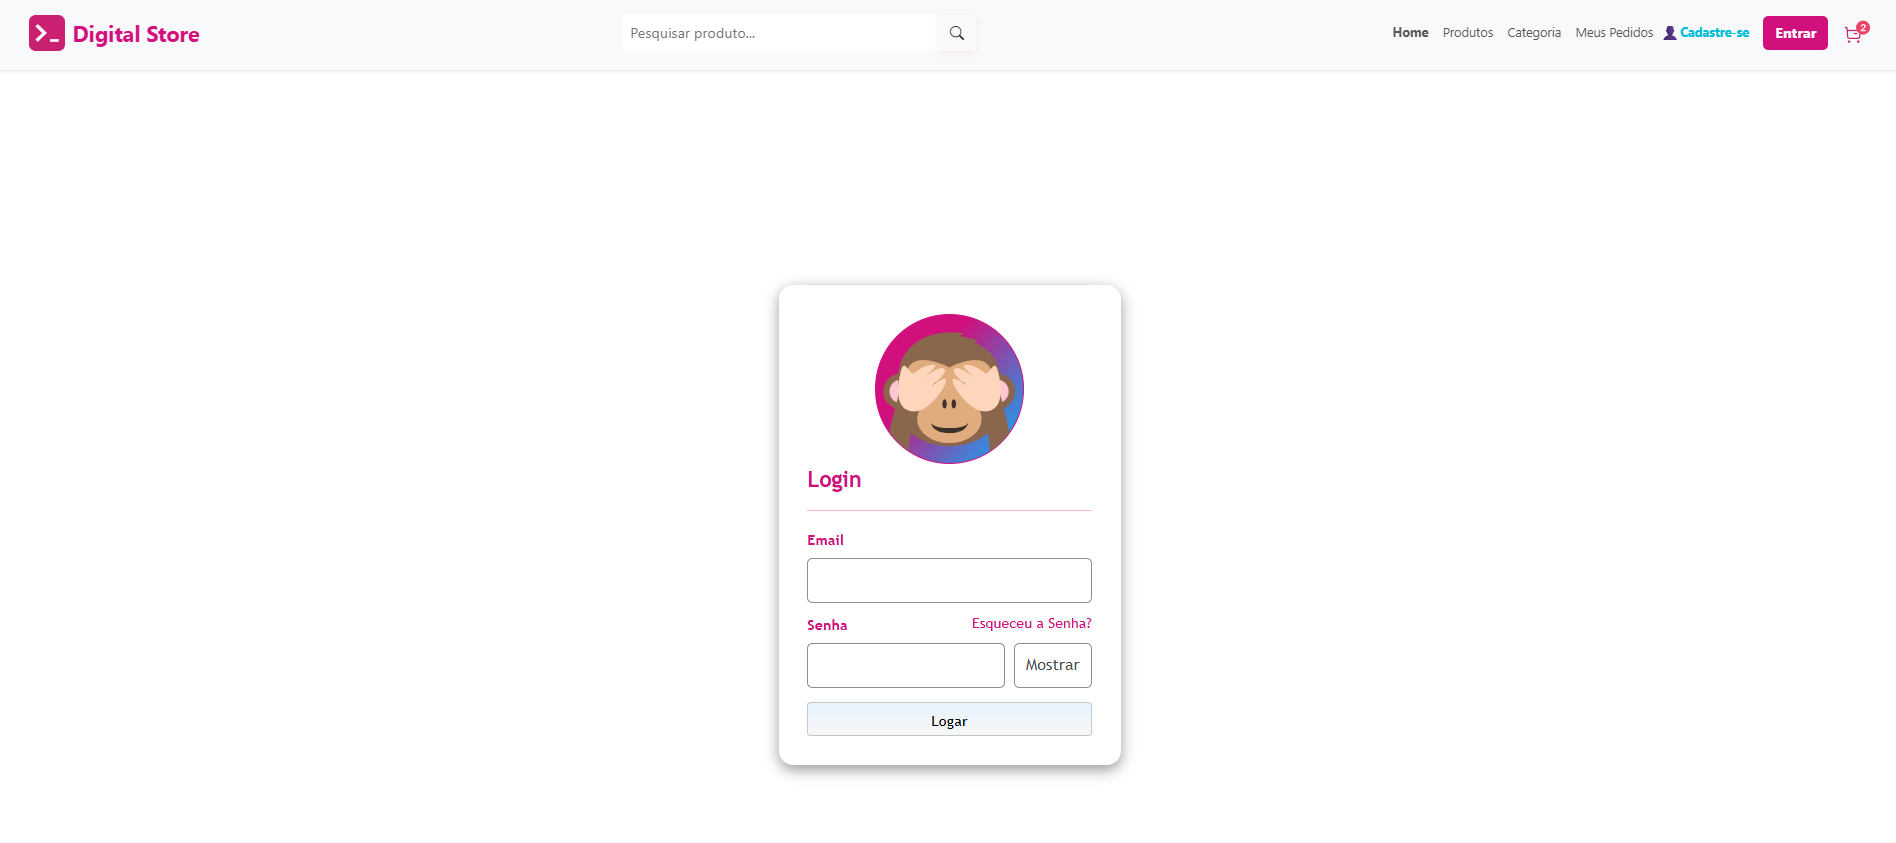 Digital Store
Pesquisar produto...
Home Produtos Categoria Meus Pedidos Cadastre-se Entrar 2
Login
Email
Senha Esqueceu a Senha?
Mostrar
Logar